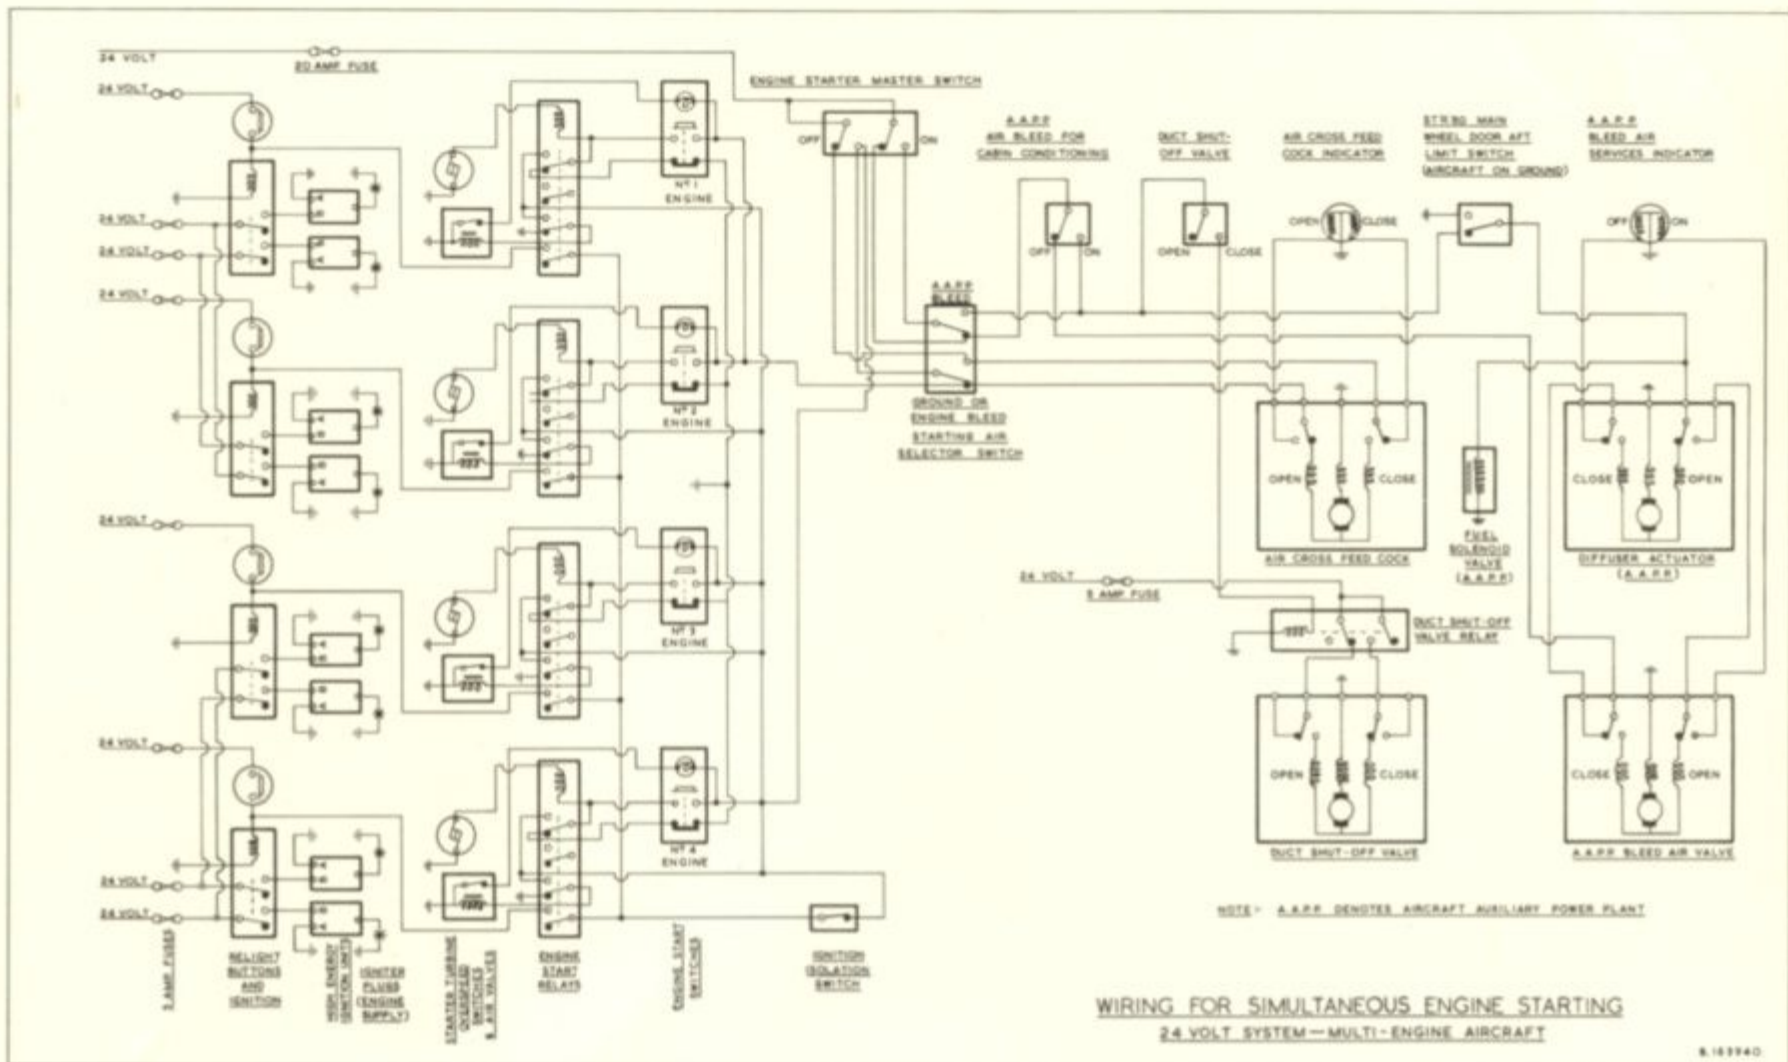 24 VOLT
20 AMP. FUSE
24 VOLT
24 VOLT
24 VOLT
24 VOLT
24 VOLT
24 VOLT
24 VOLT
24 VOLT
Nº 1
ENGINE
Nº 2
ENGINE
Nº 3
ENGINE
Nº 4
ENGINE
ENGINE STARTER MASTER SWITCH
OFF
ON
A.A.P.P.
AIR BLEED FOR
CABIN CONDITIONING
OFF
ON
DUCT SHUT-
OFF VALVE
OPEN
CLOSE
AIR CROSS FEED
COCK INDICATOR
OPEN
CLOSE
STR'BD MAIN
WHEEL DOOR AFT
LIMIT SWITCH
(AIRCRAFT ON GROUND)
A.A.P.P.
BLEED AIR
SERVICES INDICATOR
OFF
ON
A.A.P.P.
BLEED
GROUND OR
ENGINE BLEED
STARTING AIR
SELECTOR SWITCH
OPEN
CLOSE
AIR CROSS FEED COCK
FUEL
SOLENOID
VALVE
(A.A.P.P.)
CLOSE
OPEN
DIFFUSER ACTUATOR
(A.A.P.P.)
24 VOLT
5 AMP. FUSE
DUCT SHUT-OFF
VALVE RELAY
OPEN
CLOSE
DUCT SHUT-OFF VALVE
CLOSE
OPEN
A.A.P.P. BLEED AIR VALVE
NOTE:- A.A.P.P. DENOTES AIRCRAFT AUXILIARY POWER PLANT
AMP. FUSES
RELIGHT
BUTTONS
AND
IGNITION
HIGH ENERGY
IGNITION UNITS
IGNITER
PLUGS
(ENGINE
SUPPLY)
STARTER TURBINE
OVERSPEED
SWITCHES
& AIR VALVES
ENGINE
START
RELAYS
ENGINE START
SWITCHES
IGNITION
ISOLATION
SWITCH
WIRING FOR SIMULTANEOUS ENGINE STARTING
24 VOLT SYSTEM—MULTI-ENGINE AIRCRAFT